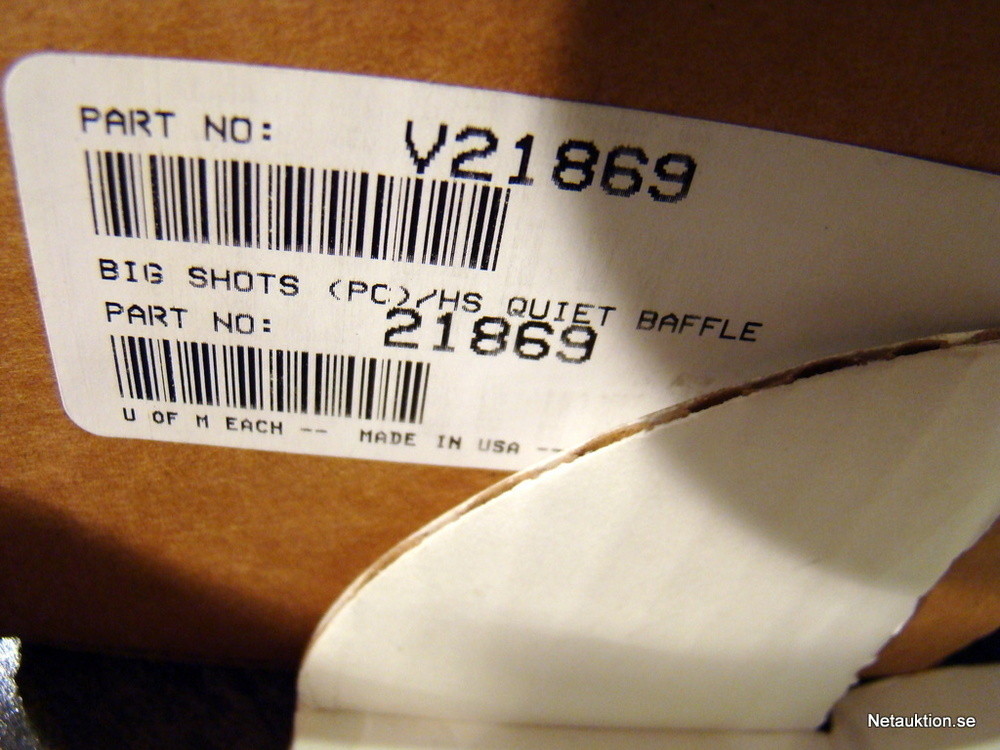 PART NO: V21869
BIG SHOTS (PC)/HS QUIET BAFFLE
PART NO: 21869
U OF M EACH -- MADE IN USA --
Netauktion.se